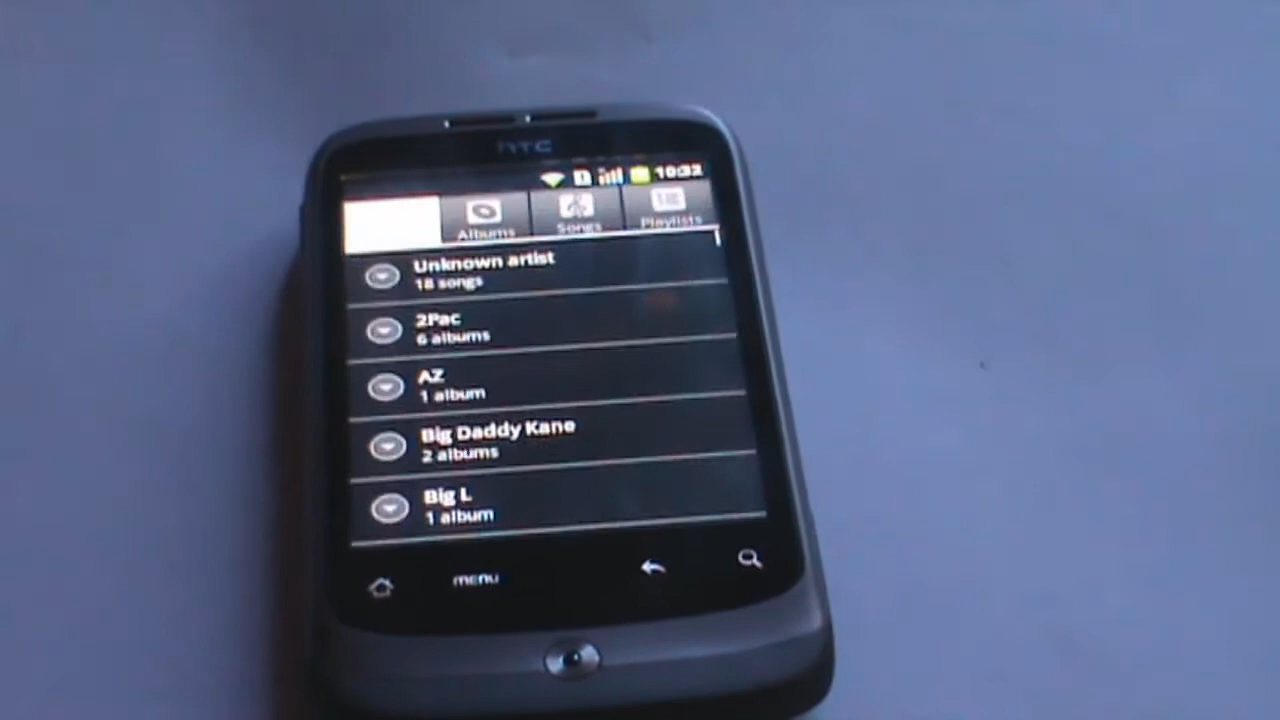 hTC
10:32
Albums
Songs
Playlists
Unknown artist
18 songs
2Pac
6 albums
AZ
1 album
Big Daddy Kane
2 albums
Big L
1 album
menu